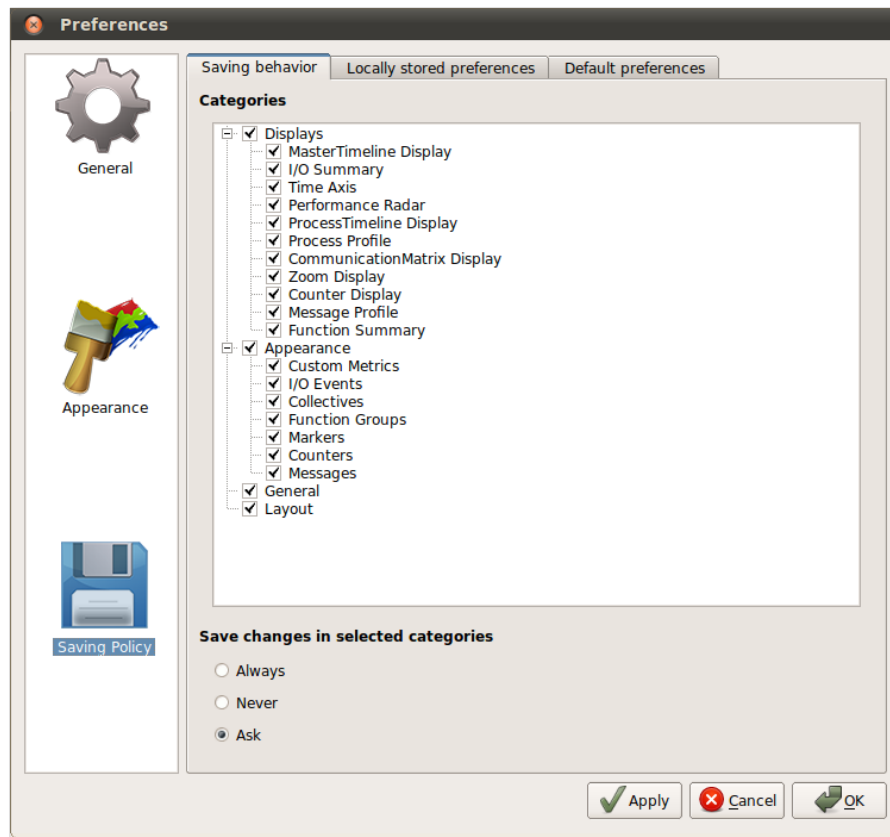 Preferences
General
Appearance
Saving Policy
Saving behavior
Locally stored preferences
Default preferences
Categories
Displays
MasterTimeline Display
I/O Summary
Time Axis
Performance Radar
ProcessTimeline Display
Process Profile
CommunicationMatrix Display
Zoom Display
Counter Display
Message Profile
Function Summary
Appearance
Custom Metrics
I/O Events
Collectives
Function Groups
Markers
Counters
Messages
General
Layout
Save changes in selected categories
Always
Never
Ask
Apply
Cancel
OK